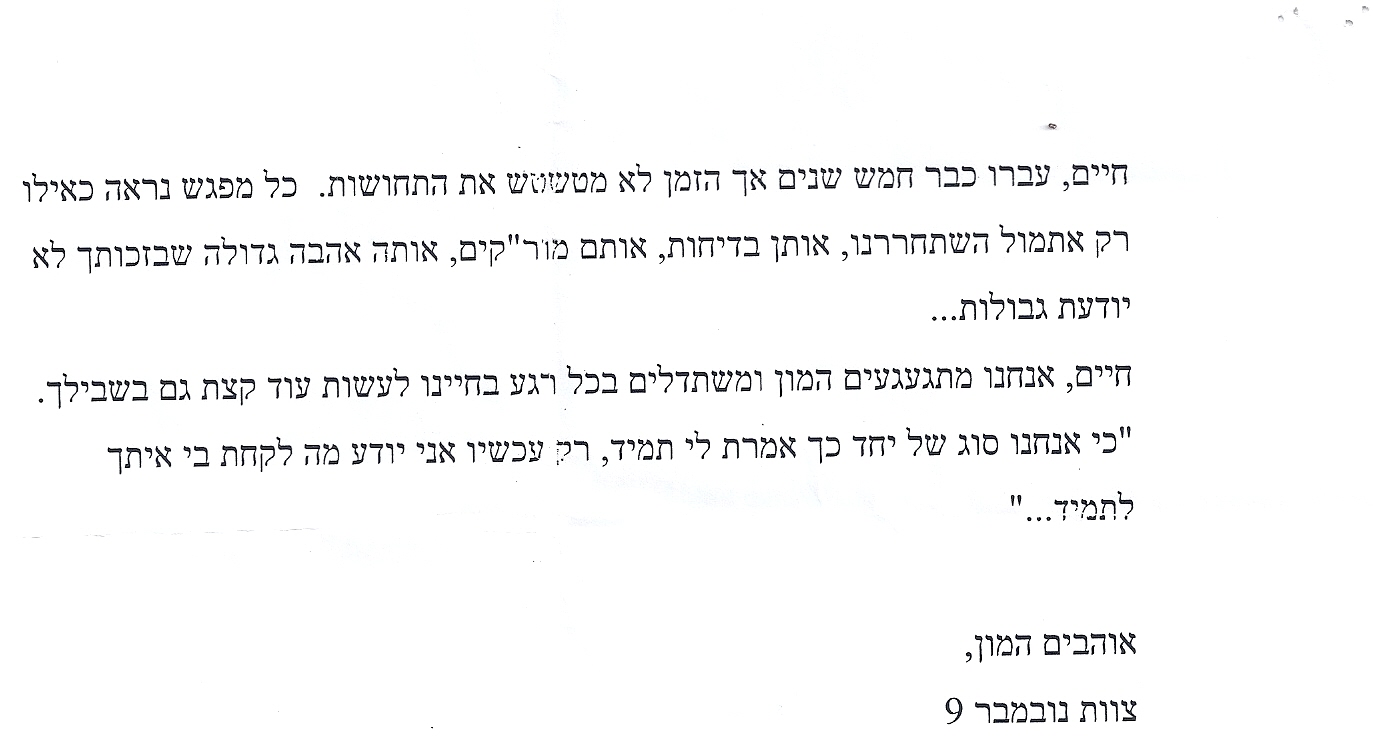 חיים, עברו כבר חמש שנים אך הזמן לא מטשטש את התחושות.  כל מפגש נראה כאילו
רק אתמול השתחררנו, אותן בדיחות, אותם מור"קים, אותה אהבה גדולה שבזכותך לא
יודעת גבולות...
חיים, אנחנו מתגעגעים המון ומשתדלים בכל רגע בחיינו לעשות עוד קצת גם בשבילך.
"כי אנחנו סוג של יחד כך אמרת לי תמיד, רק עכשיו אני יודע מה לקחת בי איתך
לתמיד..."
אוהבים המון,
צוות נובמבר 9